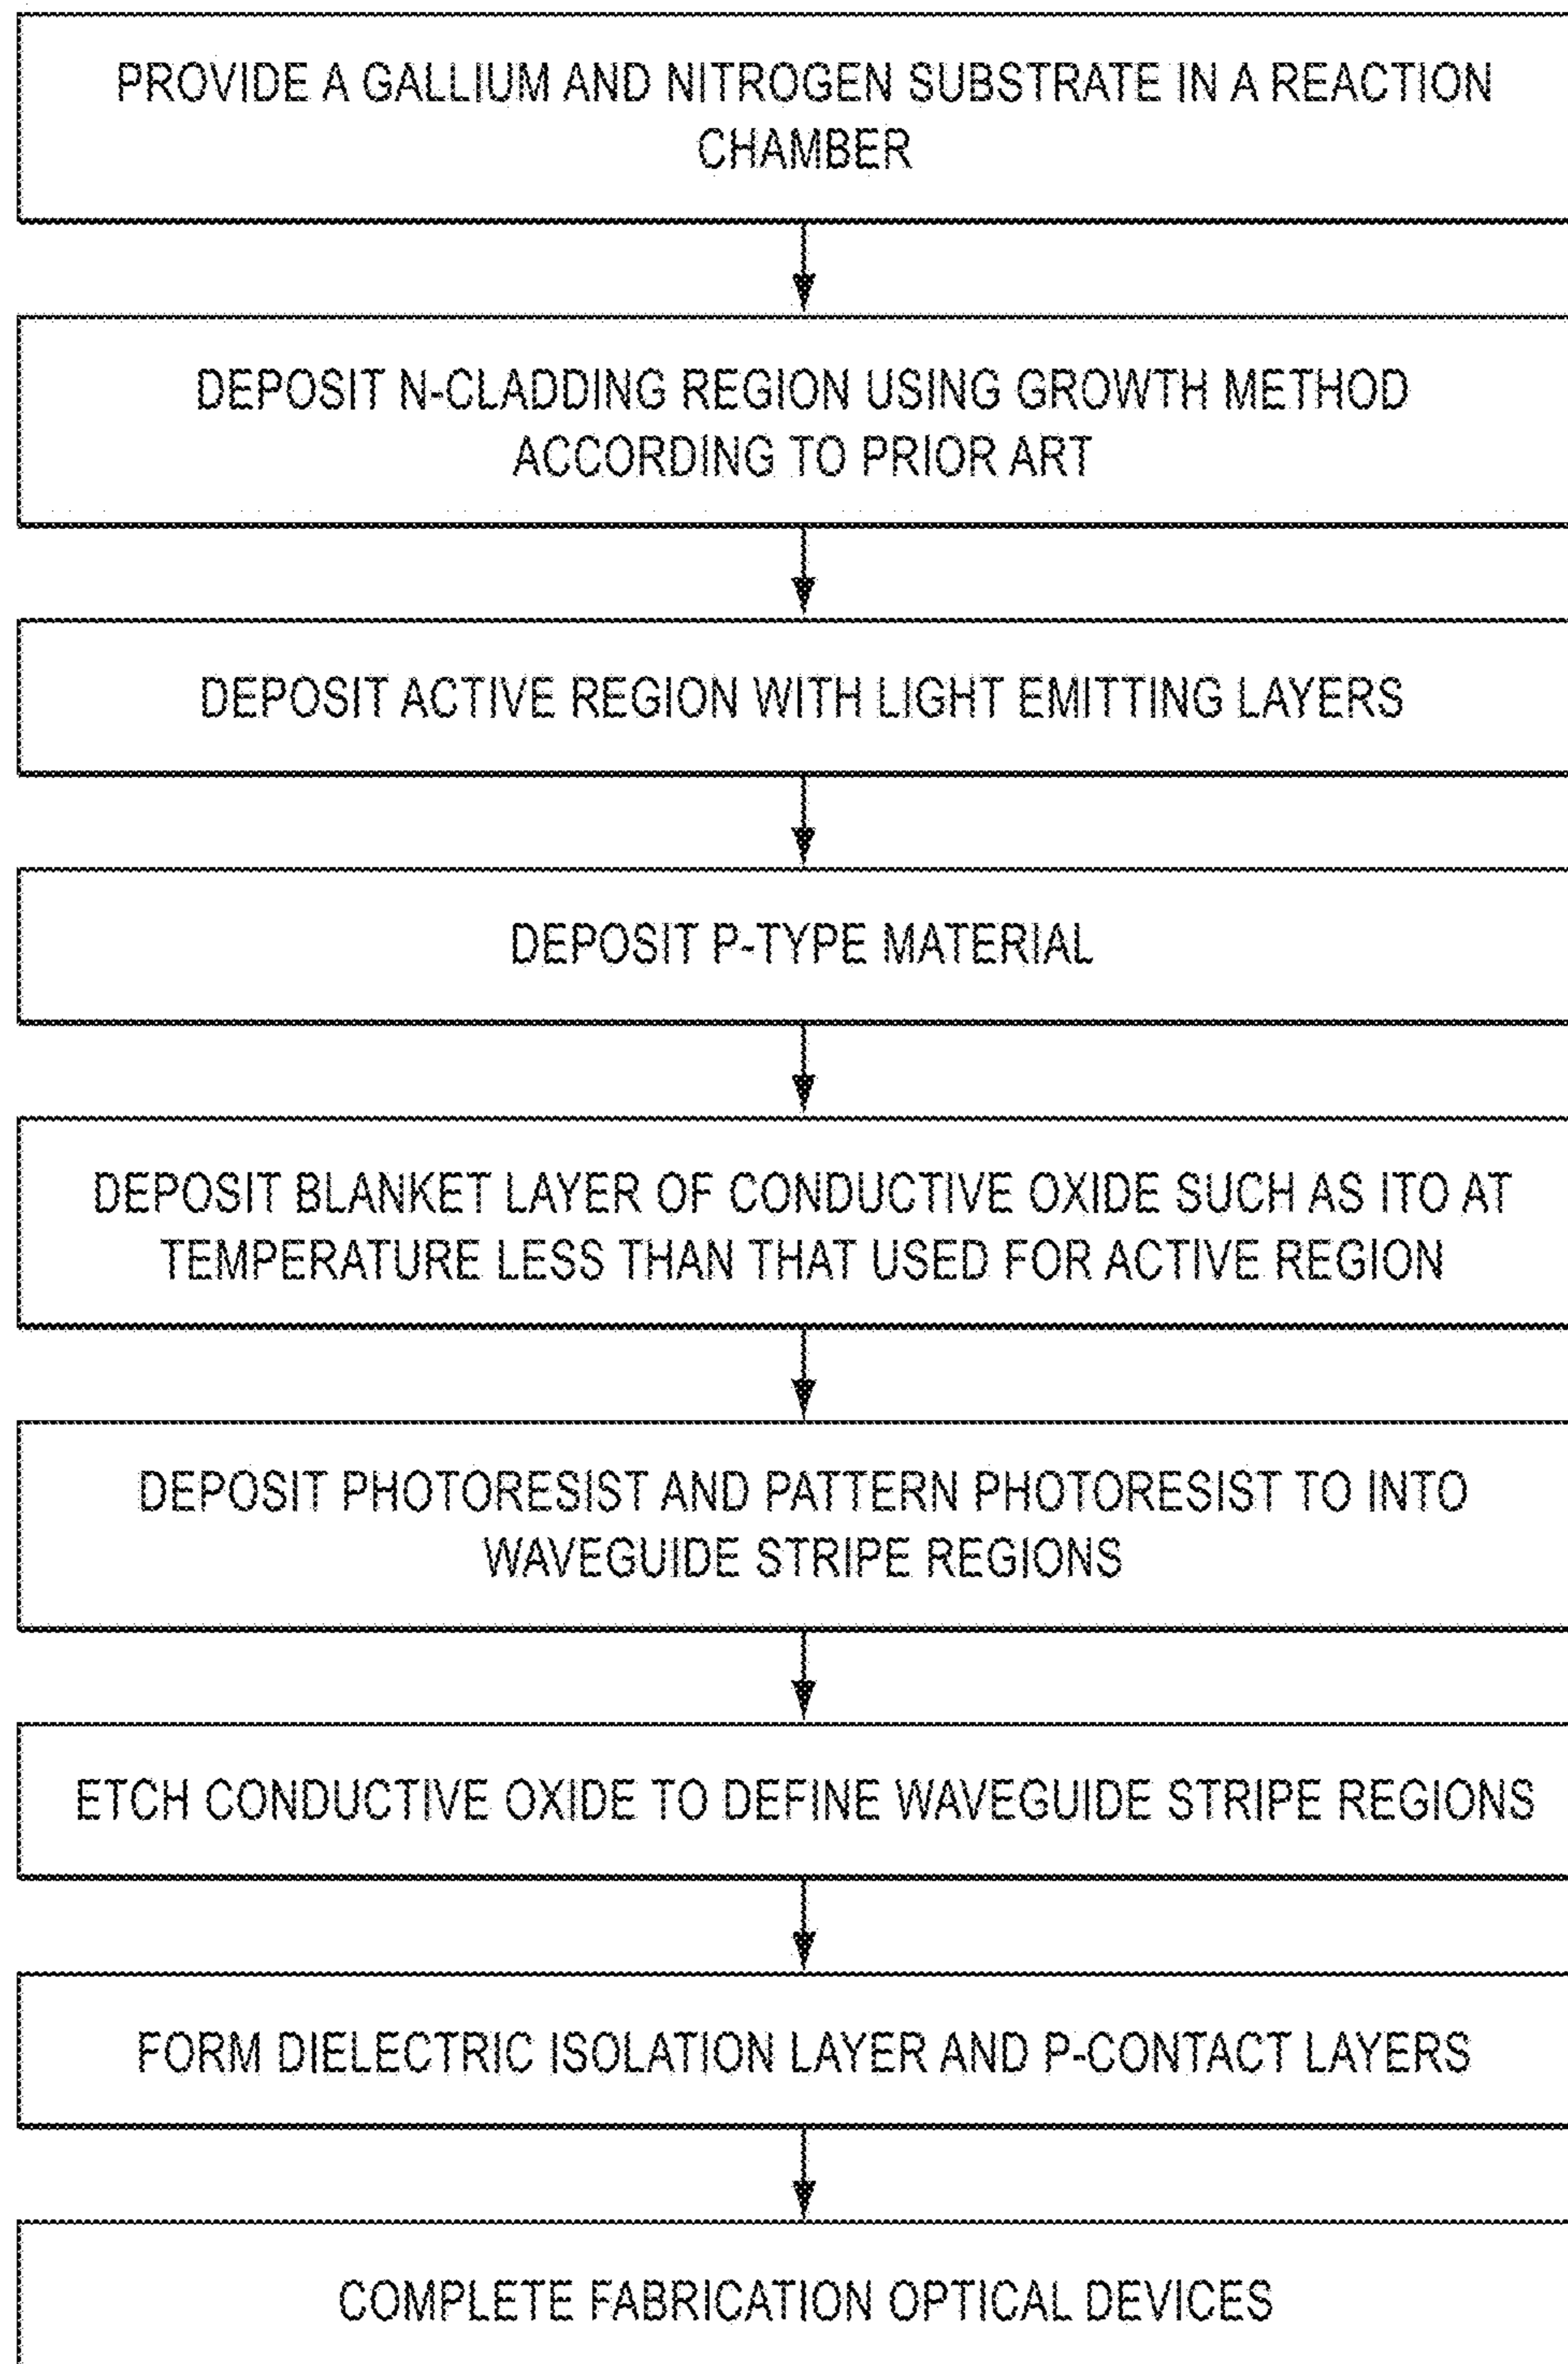 PROVIDE A GALLIUM AND NITROGEN SUBSTRATE IN A REACTION
CHAMBER
DEPOSIT N-CLADDING REGION USING GROWTH METHOD
ACCORDING TO PRIOR ART
DEPOSIT ACTIVE REGION WITH LIGHT EMITTING LAYERS
DEPOSIT P-TYPE MATERIAL
DEPOSIT BLANKET LAYER OF CONDUCTIVE OXIDE SUCH AS ITO AT
TEMPERATURE LESS THAN THAT USED FOR ACTIVE REGION
DEPOSIT PHOTORESIST AND PATTERN PHOTORESIST TO INTO
WAVEGUIDE STRIPE REGIONS
ETCH CONDUCTIVE OXIDE TO DEFINE WAVEGUIDE STRIPE REGIONS
FORM DIELECTRIC ISOLATION LAYER AND P-CONTACT LAYERS
COMPLETE FABRICATION OPTICAL DEVICES